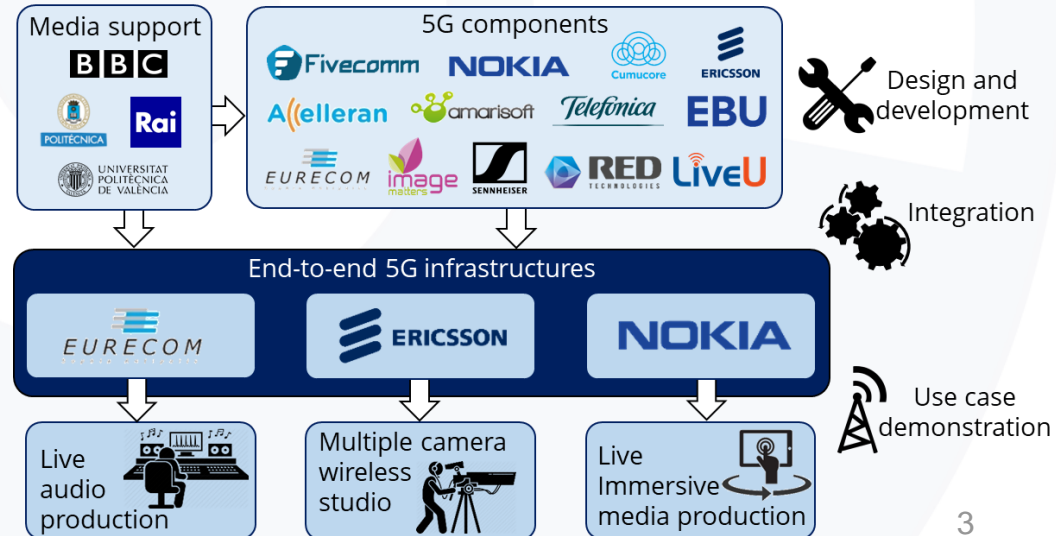 Media support
BBC
POLITÉCNICA
Rai
UNIVERSITAT
POLITÈCNICA
DE VALÈNCIA
5G components
Fivecomm
NOKIA
Cumucore
ERICSSON
Accelleran
amarisoft
Telefónica
EBU
EURECOM
image
matters
SENNHEISER
RED
TECHNOLOGIES
LiveU
Design and
development
Integration
End-to-end 5G infrastructures
EURECOM
ERICSSON
NOKIA
Use case
demonstration
Live
audio
production
Multiple camera
wireless
studio
Live
Immersive
media production
3